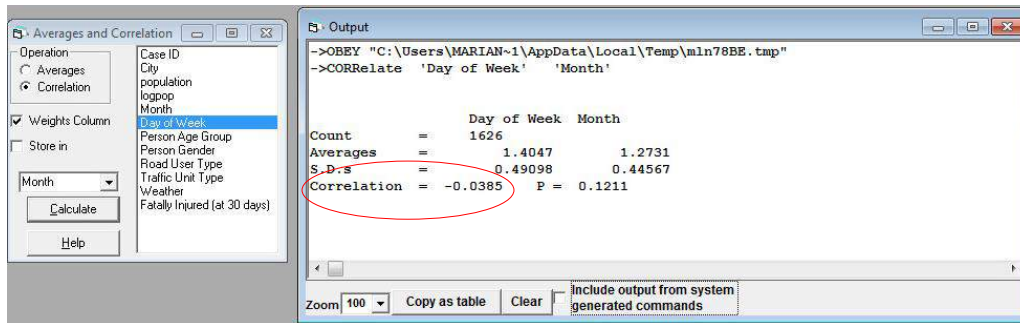 Averages and Correlation
Operation
Averages
Correlation
Weights Column
Store in
Month
Calculate
Help
Case ID
City
population
logpop
Month
Day of Week
Person Age Group
Person Gender
Road User Type
Traffic Unit Type
Weather
Fatally Injured (at 30 days)
Output
->OBEY "C:\Users\MARIAN~1\AppData\Local\Temp\mln78BE.tmp"
->CORRelate 'Day of Week' 'Month'
Day of Week Month
Count = 1626
Averages = 1.4047 1.2731
S.D.s = 0.49098 0.44567
Correlation = -0.0385 P = 0.1211
Zoom 100 Copy as table Clear Include output from system generated commands